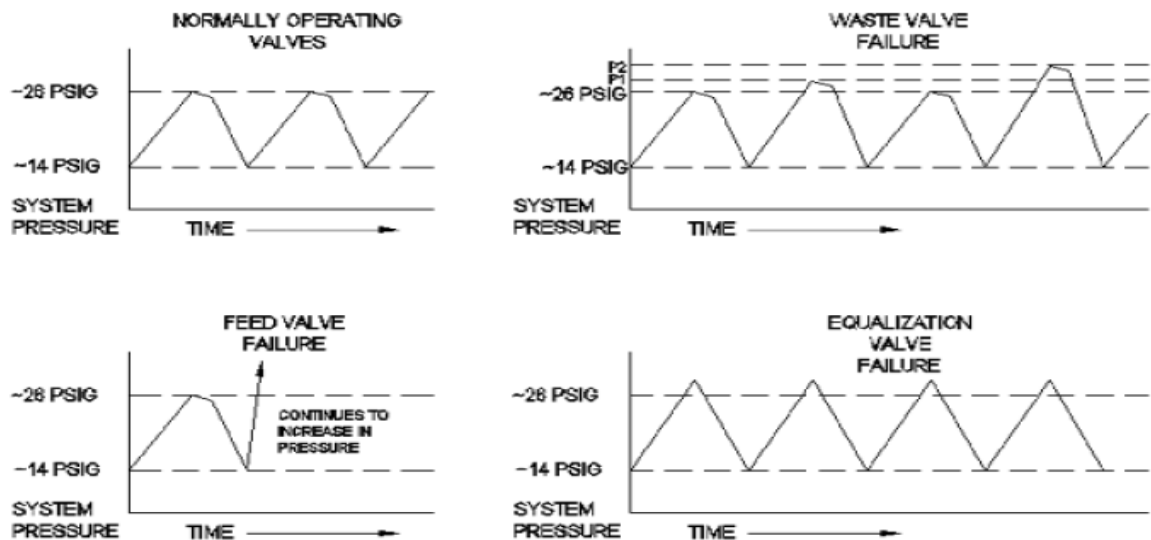 NORMALLY OPERATING
VALVES
~26 PSIG
~14 PSIG
SYSTEM
PRESSURE
TIME
WASTE VALVE
FAILURE
P2
P1
~26 PSIG
~14 PSIG
SYSTEM
PRESSURE
TIME
FEED VALVE
FAILURE
~26 PSIG
CONTINUES TO
INCREASE IN
PRESSURE
~14 PSIG
SYSTEM
PRESSURE
TIME
EQUALIZATION
VALVE
FAILURE
~26 PSIG
~14 PSIG
SYSTEM
PRESSURE
TIME